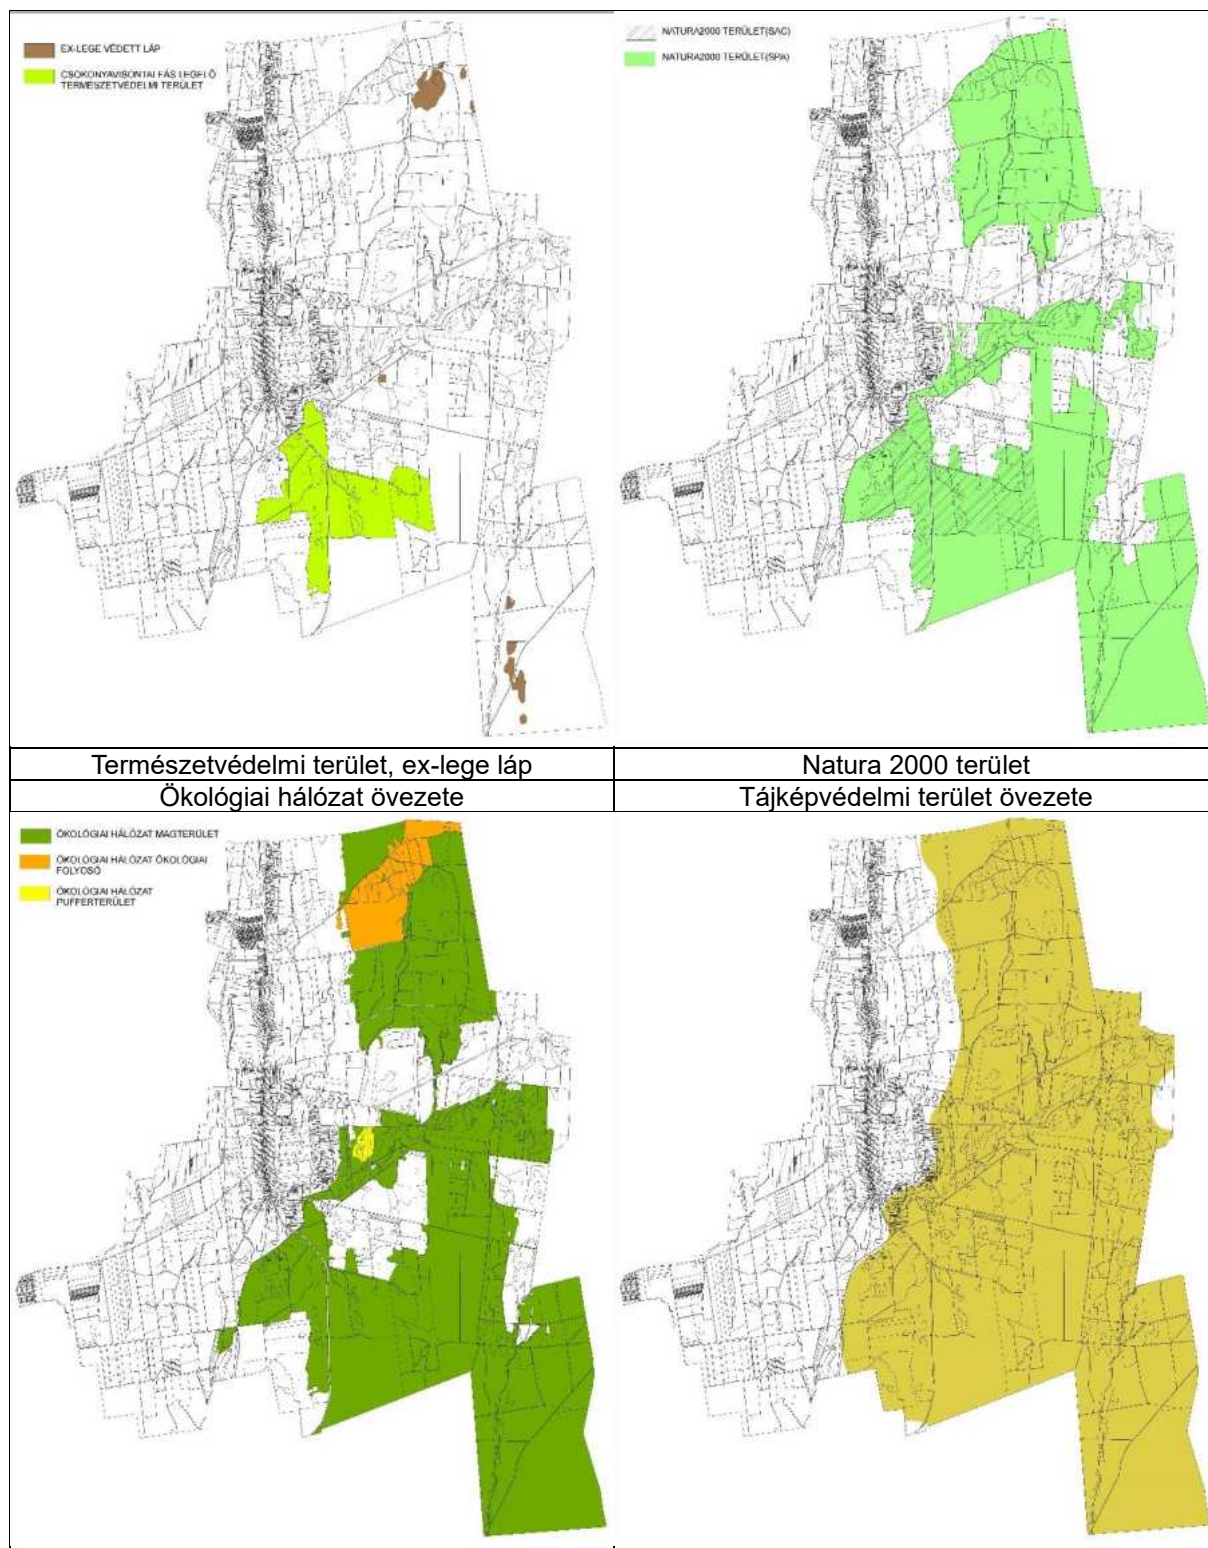 EX-LEGE VÉDETT LÁP
CSOKONYAVISONTAI FÁS LEGELŐ
TERMÉSZETVÉDELMI TERÜLET
NATURA2000 TERÜLET(SAC)
NATURA2000 TERÜLET(SPA)
Természetvédelmi terület, ex-lege láp
Natura 2000 terület
Ökológiai hálózat övezete
Tájképvédelmi terület övezete
ÖKOLÓGIAI HÁLÓZAT MAGTERÜLET
ÖKOLÓGIAI HÁLÓZAT ÖKOLÓGIAI
FOLYOSÓ
ÖKOLÓGIAI HÁLÓZAT
PUFFERTERÜLET